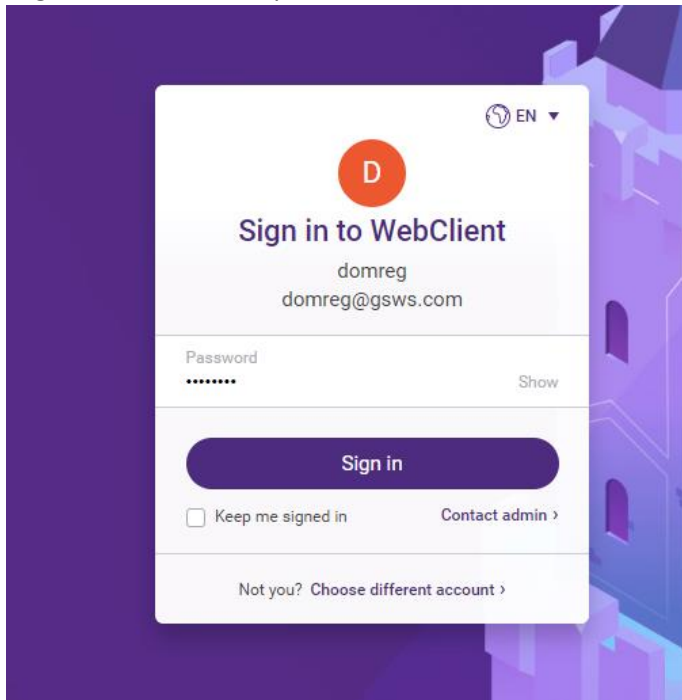 EN
D
Sign in to WebClient
domreg
domreg@gsws.com
Password
••••••••
Show
Sign in
Keep me signed in
Contact admin ›
Not you? Choose different account ›